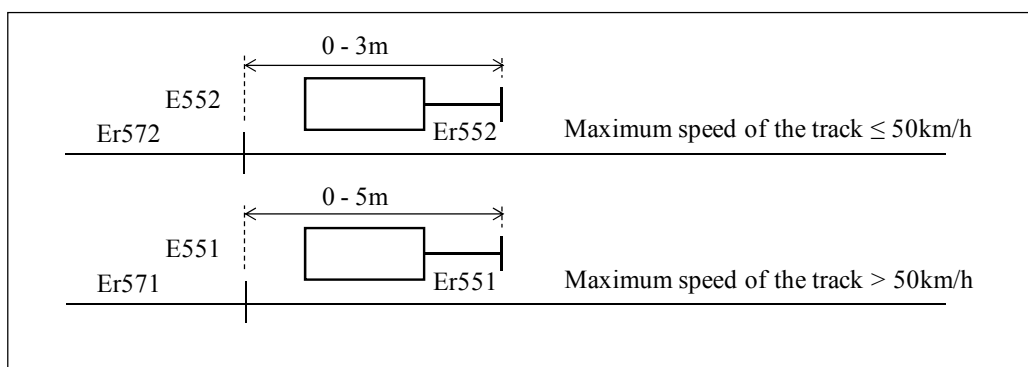 0 - 3m
E552
Er572
Er552
Maximum speed of the track ≤ 50km/h
0 - 5m
E551
Er571
Er551
Maximum speed of the track > 50km/h